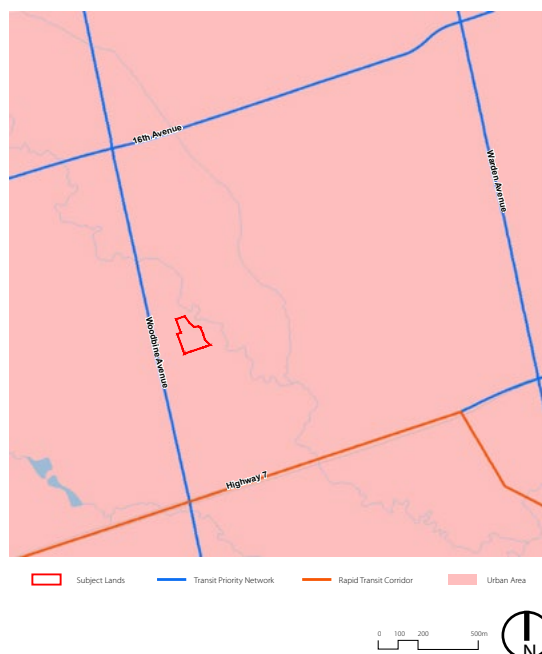 16th Avenue
Warden Avenue
Woodbine Avenue
Highway 7
Subject Lands
Transit Priority Network
Rapid Transit Corridor
Urban Area
0 100 200 500m
N